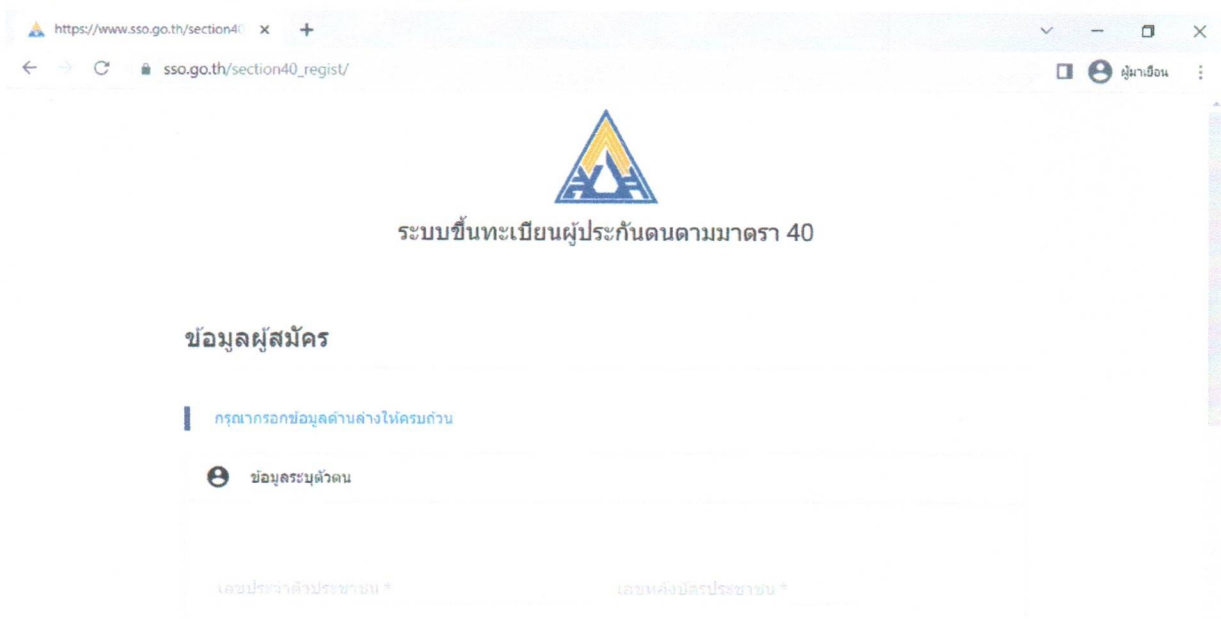 https://www.sso.go.th/section40
sso.go.th/section40_regist/
ผู้มาเยือน
ระบบขึ้นทะเบียนผู้ประกันตนตามมาตรา 40
ข้อมูลผู้สมัคร
กรุณากรอกข้อมูลด้านล่างให้ครบถ้วน
ข้อมูลระบุตัวตน
เลขประจำตัวประชาชน * เลขหลังบัตรประชาชน *